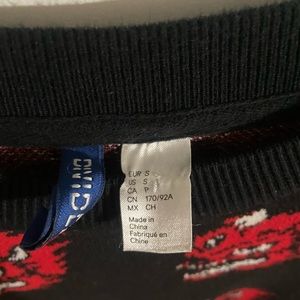 EUR S
US S
CA P
CN 170/92A
MX CH
Made in
China
Fabriqué en
Chine